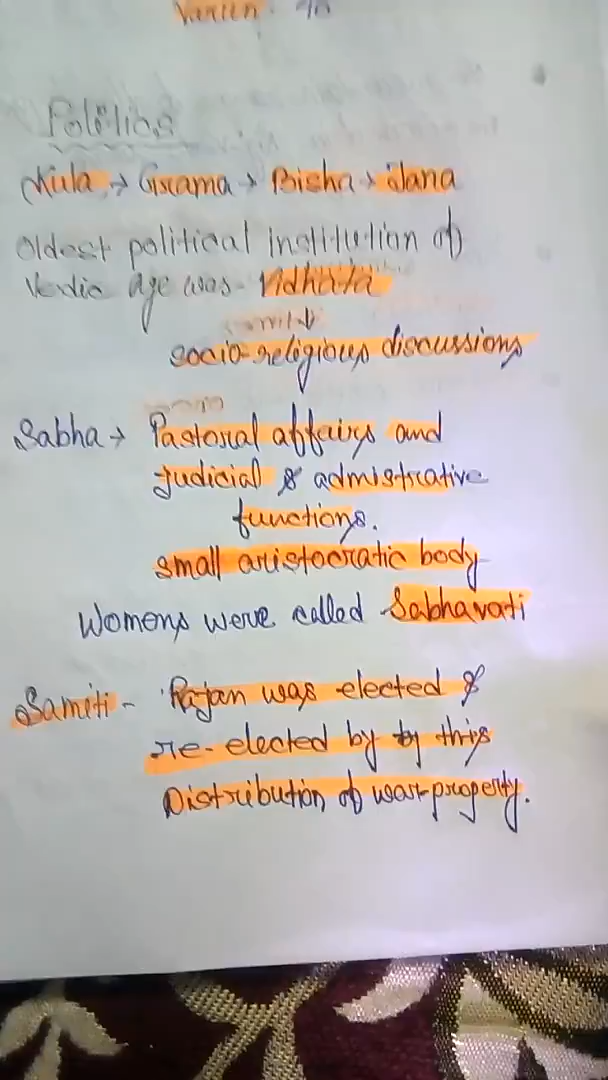 Politics
Kula → Grama → Bisha → Jana
Oldest political institution of
Vedic age was - Vidhata
socio-religious discussions
Sabha → Pastoral affairs and
judicial & admistrative
functions.
small aristocratic body
Womens were called Sabhavati
Samiti - Rajan was elected &
re-elected by by this
Distribution of war-property.